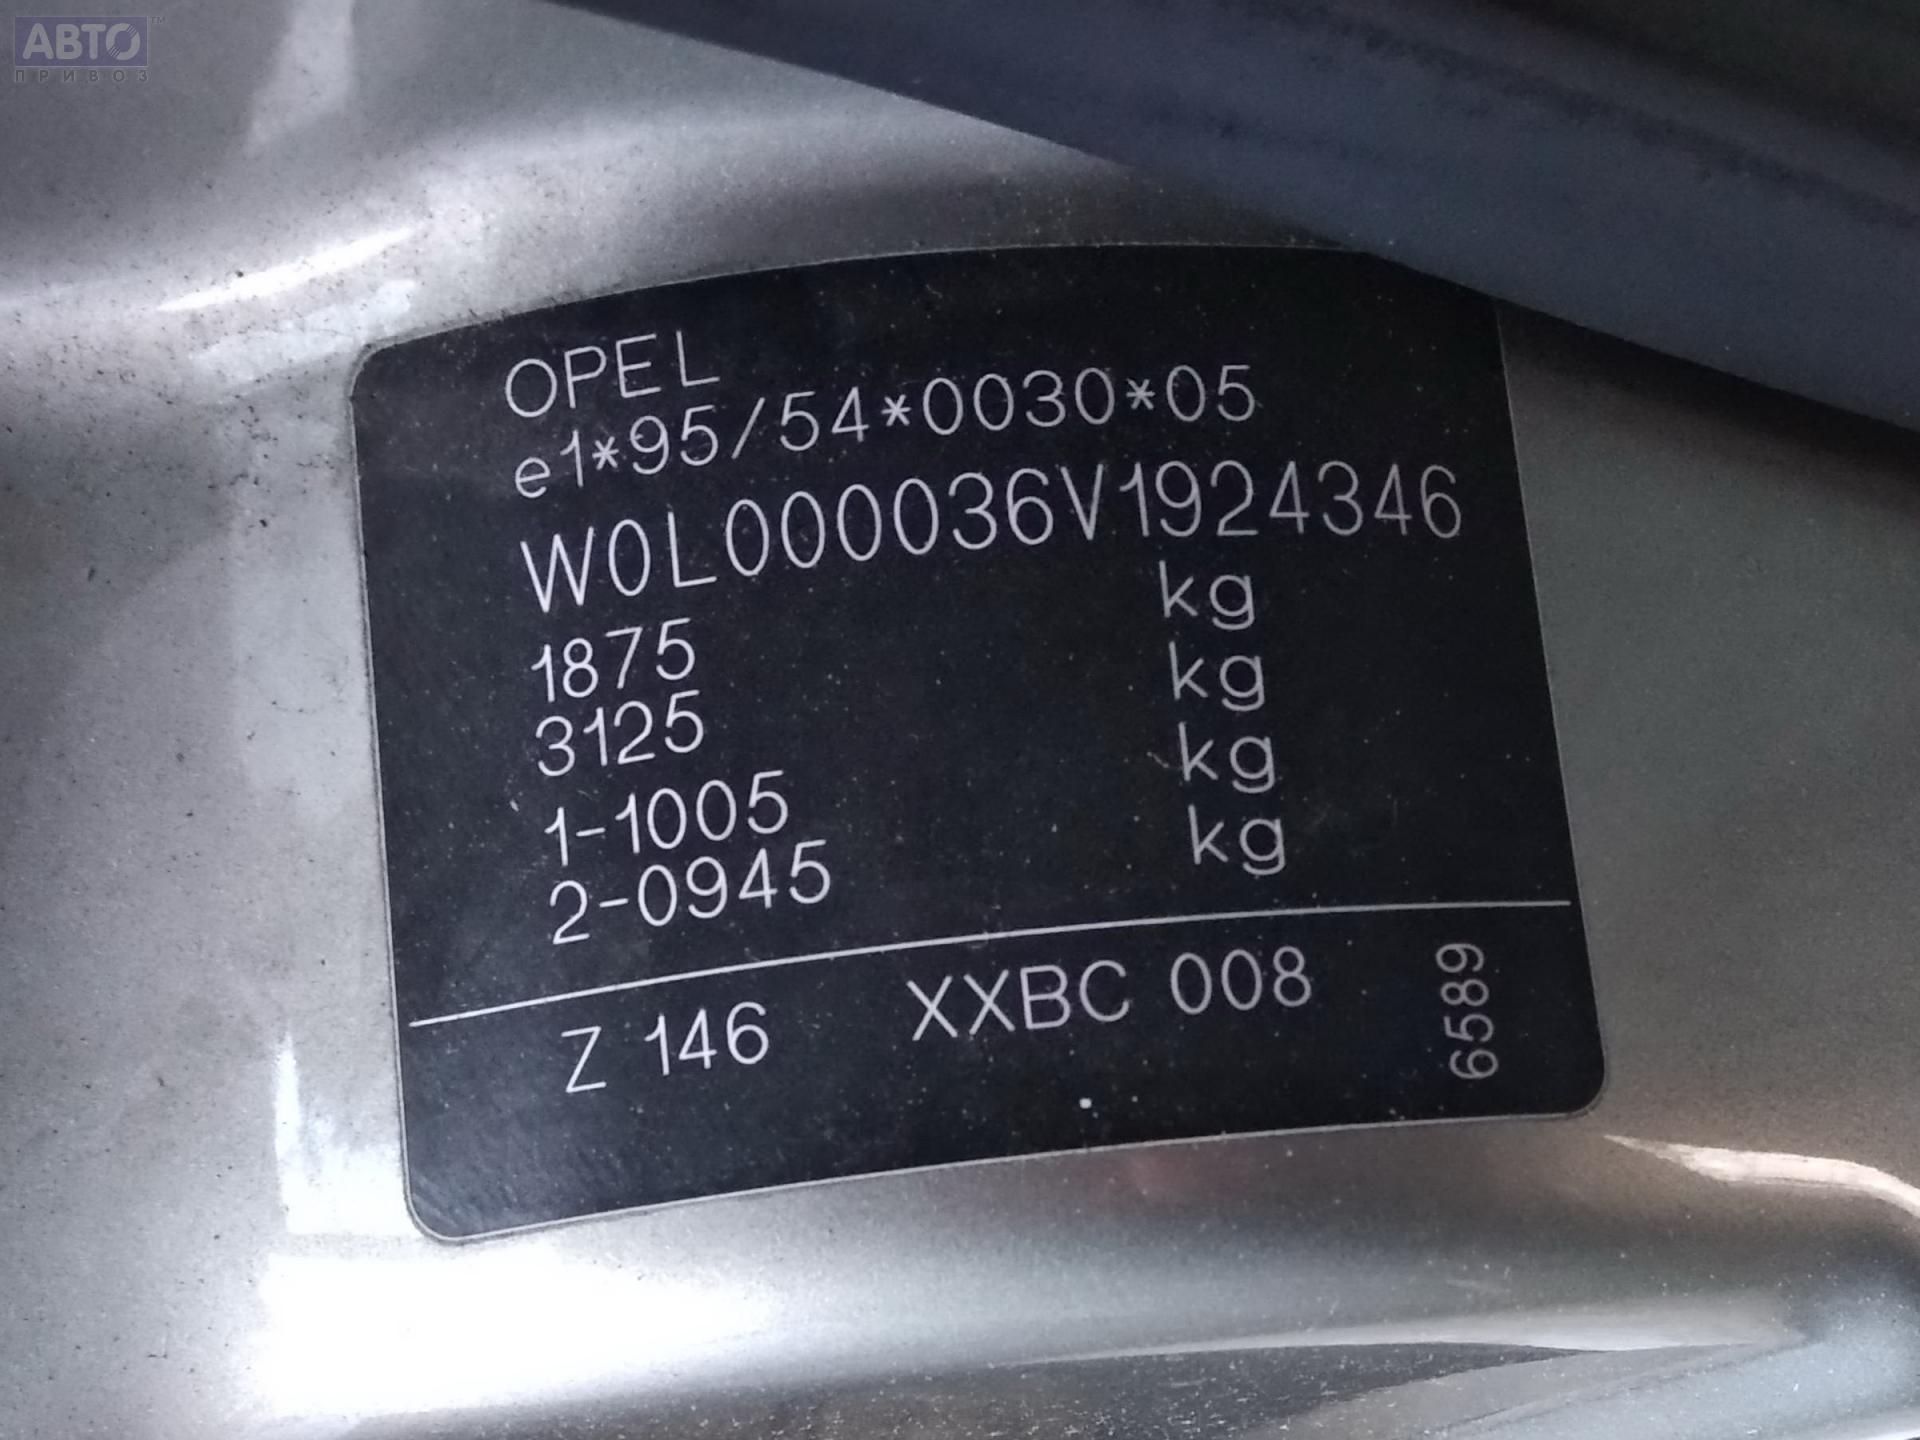 АВТО™
ПРИВОЗ
OPEL
e1*95/54*0030*05
W0L000036V1924346
1875 kg
3125 kg
1-1005 kg
2-0945 kg
Z 146 XXBC 008
6589